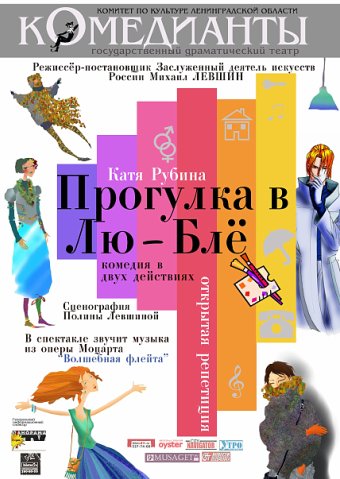 КОМИТЕТ ПО КУЛЬТУРЕ ЛЕНИНГРАДСКОЙ ОБЛАСТИ
КОМЕДИАНТЫ
государственный драматический театр
Режиссёр-постановщик Заслуженный деятель искусств
России Михаил ЛЕВШИН
Катя Рубина
Прогулка в
Лю – Блё
комедия в
двух действиях
открытая репетиция
Сценография
Полины Левшиной
В спектакле звучит музыка
из оперы Моцарта
"Волшебная флейта"
ПАНОРАМА
oyster
NAVIGATOR
УТРО
MUSAGET